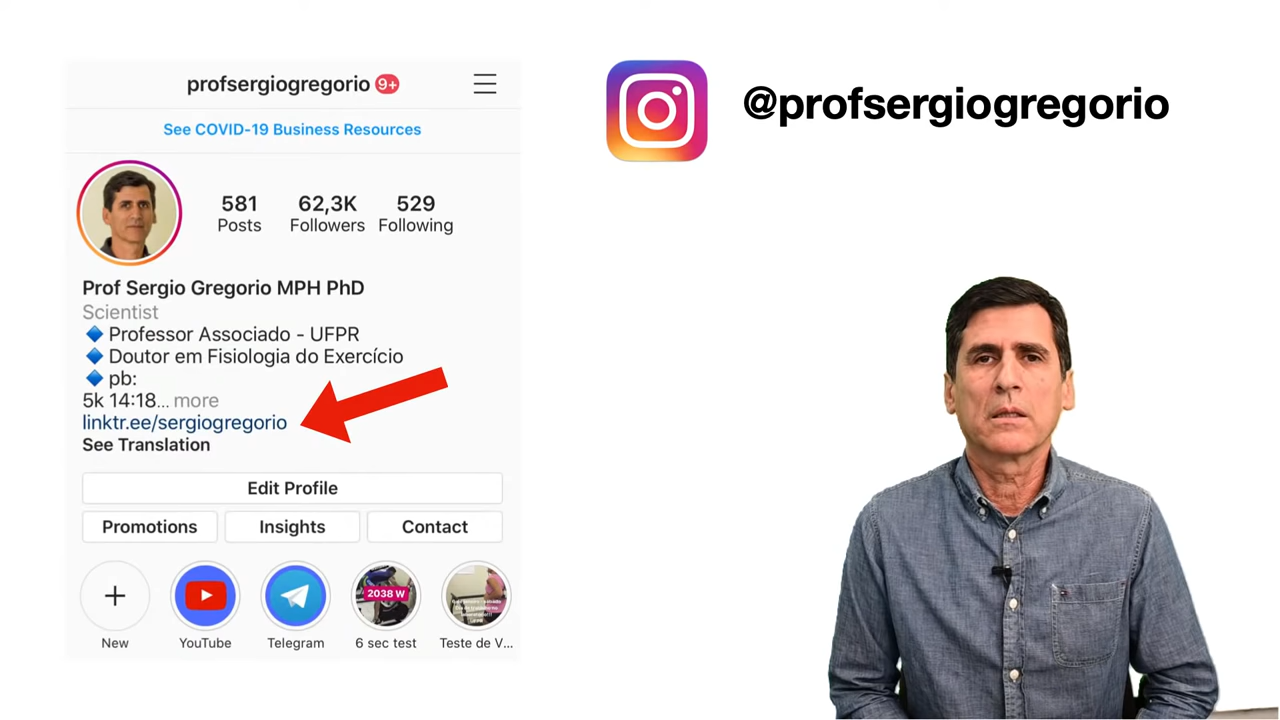 profsergiogregorio 9+
See COVID-19 Business Resources
581 62,3K 529
Posts Followers Following
Prof Sergio Gregorio MPH PhD
Scientist
Professor Associado - UFPR
Doutor em Fisiologia do Exercício
pb:
5k 14:18... more
linktr.ee/sergiogregorio
See Translation
Edit Profile
Promotions Insights Contact
2038 W
New YouTube Telegram 6 sec test Teste de V...
@profsergiogregorio